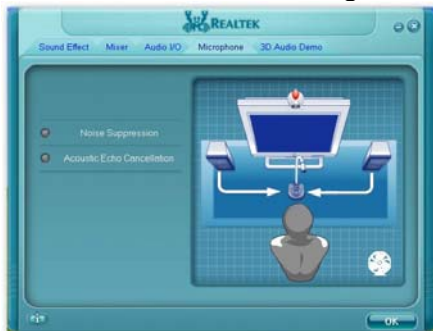 REALTEK
Sound Effect Mixer Audio I/O Microphone 3D Audio Demo
Noise Suppression
Acoustic Echo Cancellation
OK